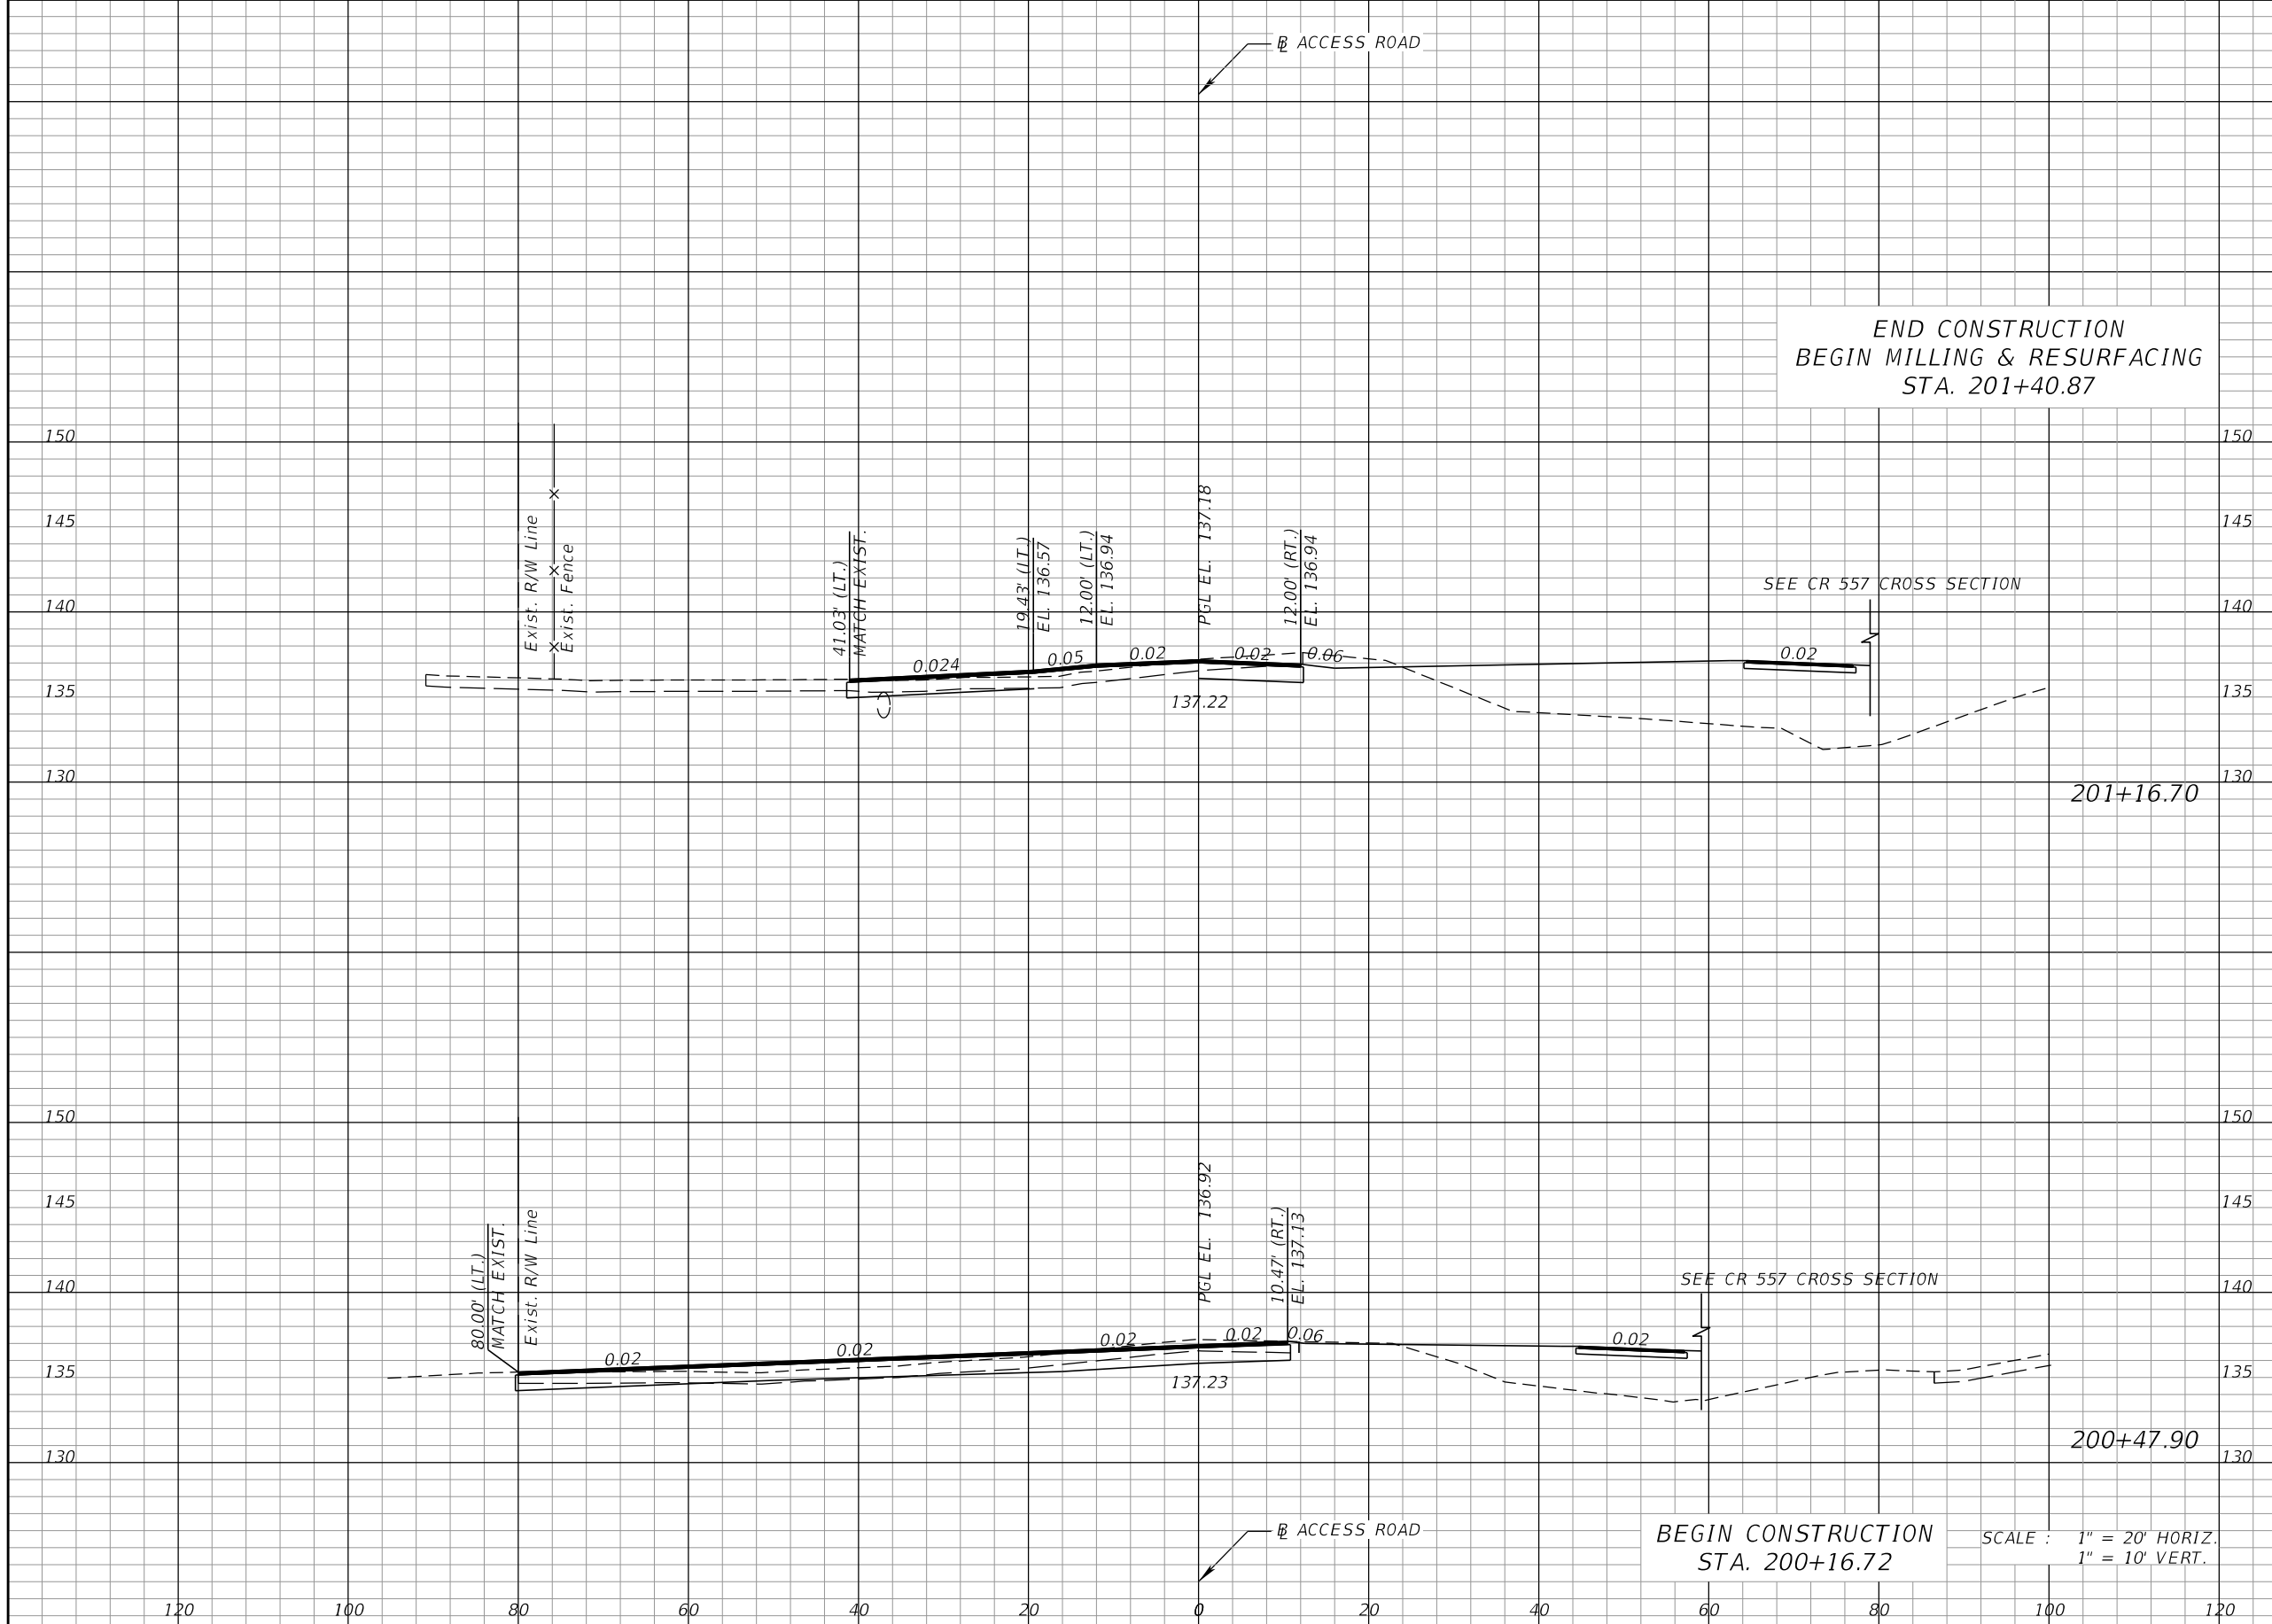 BL ACCESS ROAD
END CONSTRUCTION
BEGIN MILLING & RESURFACING
STA. 201+40.87
150
150
145
145
140
140
135
135
130
130
Exist. R/W Line
Exist. Fence
41.03' (LT.)
MATCH EXIST.
19.43' (LT.)
EL. 136.57
12.00' (LT.)
EL. 136.94
PGL EL. 137.18
12.00' (RT.)
EL. 136.94
SEE CR 557 CROSS SECTION
0.024
0.05
0.02
0.02
0.06
0.02
137.22
201+16.70
150
150
145
145
140
140
135
135
130
130
80.00' (LT.)
MATCH EXIST.
Exist. R/W Line
PGL EL. 136.92
10.47' (RT.)
EL. 137.13
SEE CR 557 CROSS SECTION
0.02
0.02
0.02
0.02
0.06
0.02
137.23
200+47.90
BL ACCESS ROAD
BEGIN CONSTRUCTION
STA. 200+16.72
SCALE : 1" = 20' HORIZ.
1" = 10' VERT.
120 100 80 60 40 20 0 20 40 60 80 100 120